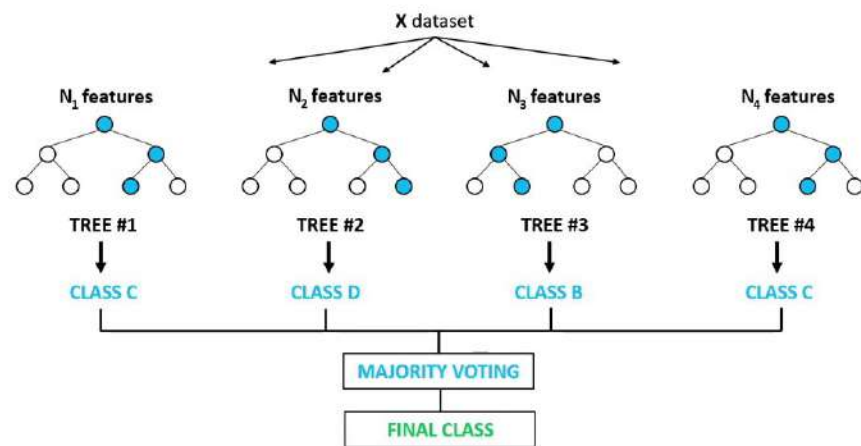 X dataset
N₁ features N₂ features N₃ features N₄ features
TREE #1 TREE #2 TREE #3 TREE #4
CLASS C CLASS D CLASS B CLASS C
MAJORITY VOTING
FINAL CLASS